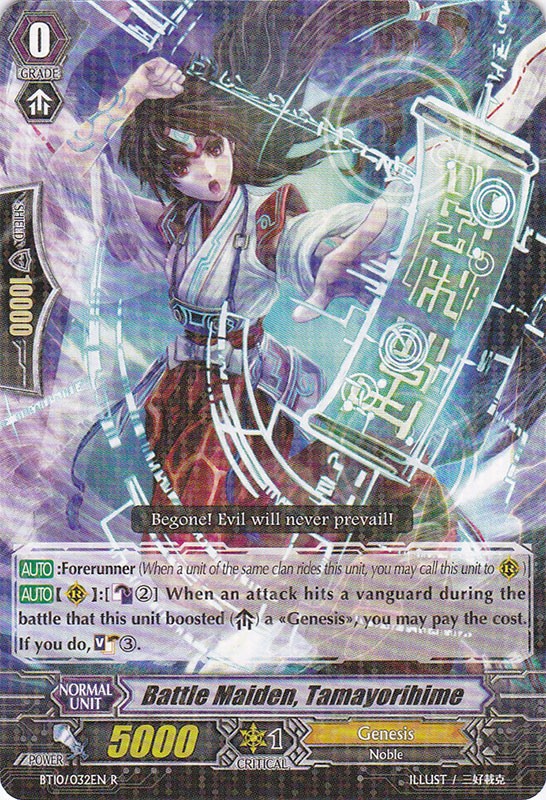 0
GRADE
SHIELD
10000
Begone! Evil will never prevail!
AUTO :Forerunner (When a unit of the same clan rides this unit, you may call this unit to )
AUTO 【 】:[ ②] When an attack hits a vanguard during the
battle that this unit boosted ( ) a «Genesis», you may pay the cost.
If you do, V ③.
NORMAL
UNIT
Battle Maiden, Tamayorihime
POWER
5000
1
CRITICAL
Genesis
Noble
BT10/032EN R
ILLUST / 三好載克